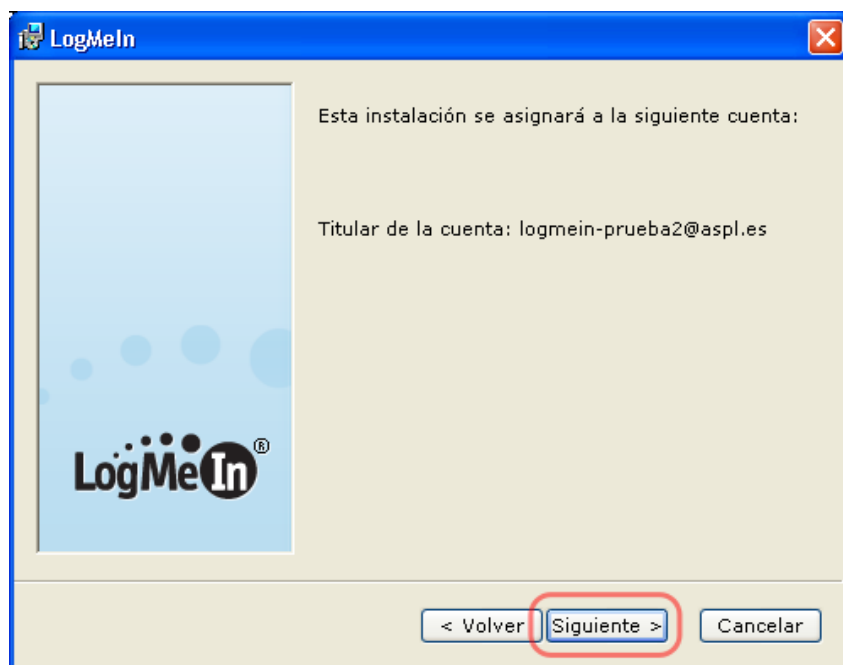 LogMeIn
Esta instalación se asignará a la siguiente cuenta:
Titular de la cuenta: logmein-prueba2@aspl.es
LogMeIn®
< Volver Siguiente > Cancelar